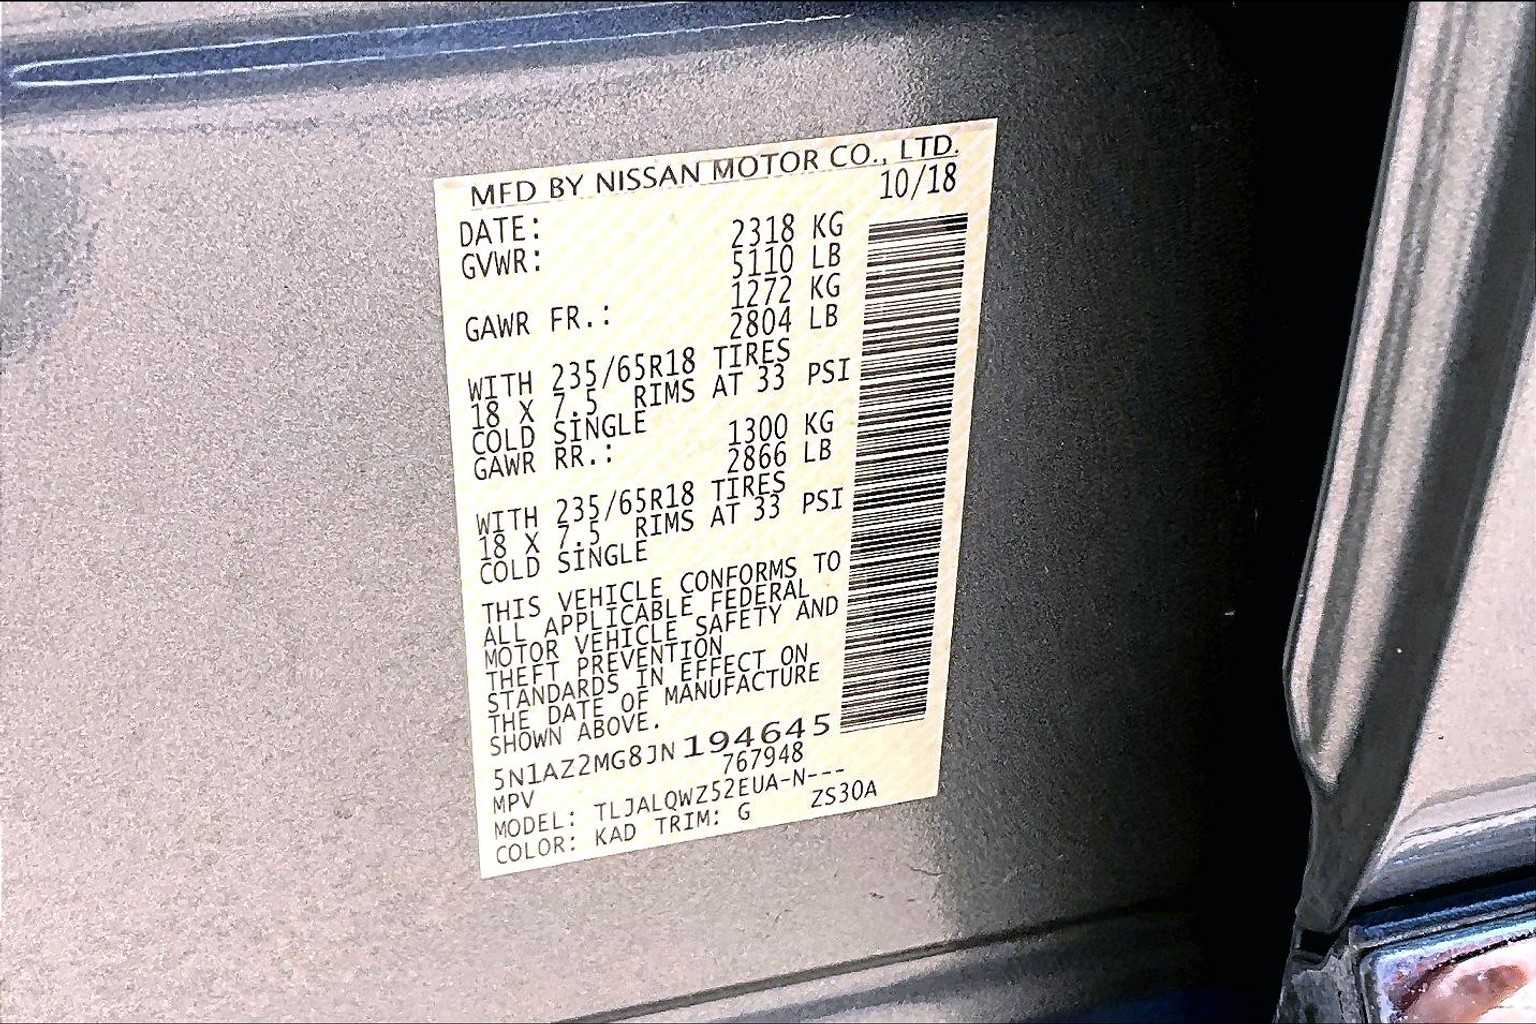 MFD BY NISSAN MOTOR CO., LTD.
DATE: 10/18
GVWR: 2318 KG
5110 LB
GAWR FR.: 1272 KG
2804 LB
WITH 235/65R18 TIRES
18 X 7.5 RIMS AT 33 PSI
COLD SINGLE
GAWR RR.: 1300 KG
2866 LB
WITH 235/65R18 TIRES
18 X 7.5 RIMS AT 33 PSI
COLD SINGLE
THIS VEHICLE CONFORMS TO
ALL APPLICABLE FEDERAL
MOTOR VEHICLE SAFETY AND
THEFT PREVENTION
STANDARDS IN EFFECT ON
THE DATE OF MANUFACTURE
SHOWN ABOVE.
5N1AZ2MG8JN194645
MPV 767948
MODEL: TLJALQWZ52EUA-N---
COLOR: KAD TRIM: G ZS30A